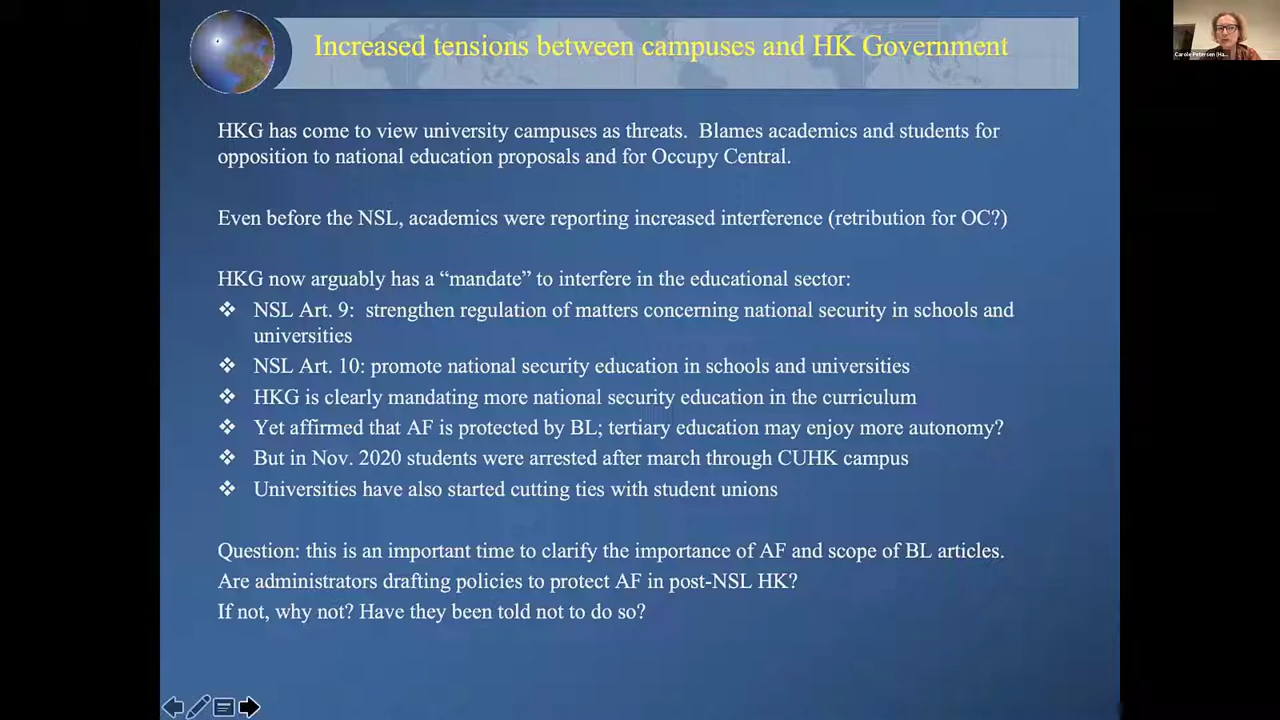 Increased tensions between campuses and HK Government
HKG has come to view university campuses as threats.  Blames academics and students for
opposition to national education proposals and for Occupy Central.
Even before the NSL, academics were reporting increased interference (retribution for OC?)
HKG now arguably has a “mandate” to interfere in the educational sector:
❖ NSL Art. 9:  strengthen regulation of matters concerning national security in schools and
universities
❖ NSL Art. 10: promote national security education in schools and universities
❖ HKG is clearly mandating more national security education in the curriculum
❖ Yet affirmed that AF is protected by BL; tertiary education may enjoy more autonomy?
❖ But in Nov. 2020 students were arrested after march through CUHK campus
❖ Universities have also started cutting ties with student unions
Question: this is an important time to clarify the importance of AF and scope of BL articles.
Are administrators drafting policies to protect AF in post-NSL HK?
If not, why not? Have they been told not to do so?
Carole Petersen (Ha...